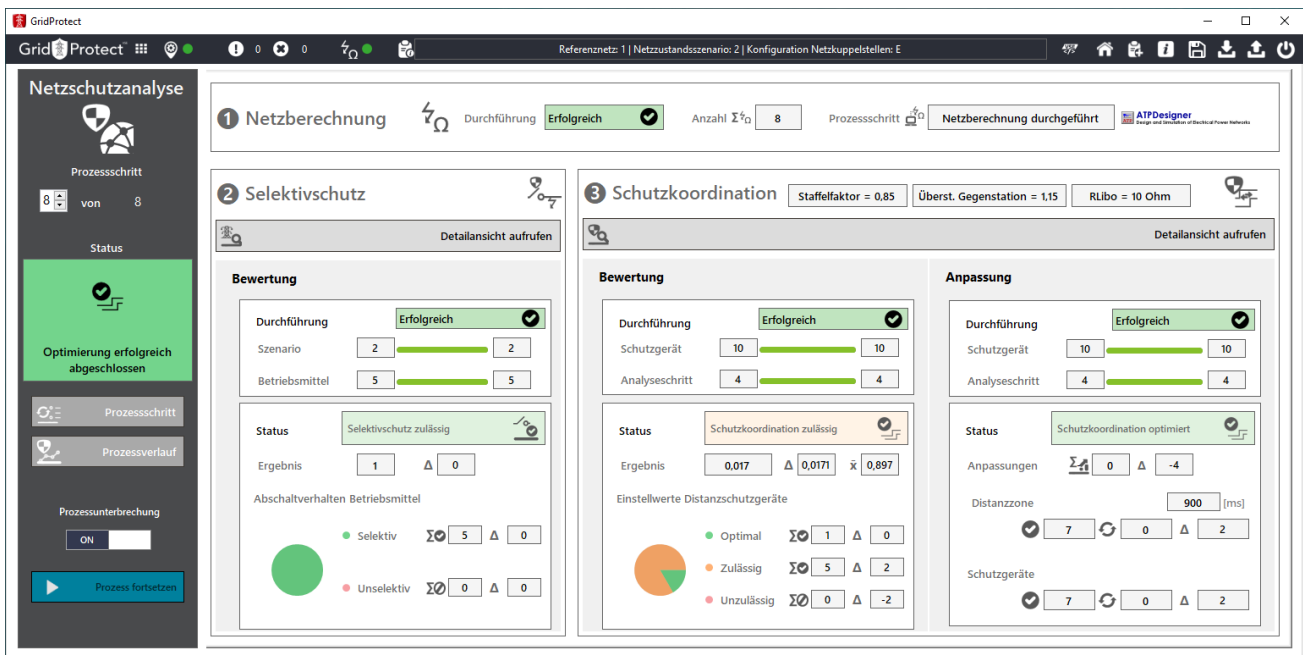 GridProtect
Grid Protect 0 0 Referenznetz: 1 | Netzzustandsszenario: 2 | Konfiguration Netzkuppelstellen: E
Netzschutzanalyse
Prozessschritt
8 von 8
Status
Optimierung erfolgreich
abgeschlossen
Prozessschritt
Prozessverlauf
Prozessunterbrechung
ON
Prozess fortsetzen
1 Netzberechnung Durchführung Erfolgreich Anzahl Σ 8 Prozessschritt Netzberechnung durchgeführt ATPDesigner
Design and Simulation of Electrical Power Networks
2 Selektivschutz
Detailansicht aufrufen
Bewertung
Durchführung Erfolgreich
Szenario 2 2
Betriebsmittel 5 5
Status Selektivschutz zulässig
Ergebnis 1 Δ 0
Abschaltverhalten Betriebsmittel
Selektiv Σ 5 Δ 0
Unselektiv Σ 0 Δ 0
3 Schutzkoordination Staffelfaktor = 0,85 Überst. Gegenstation = 1,15 RLibo = 10 Ohm
Detailansicht aufrufen
Bewertung
Durchführung Erfolgreich
Schutzgerät 10 10
Analyseschritt 4 4
Status Schutzkoordination zulässig
Ergebnis 0,017 Δ 0,0171 x̄ 0,897
Einstellwerte Distanzschutzgeräte
Optimal Σ 1 Δ 0
Zulässig Σ 5 Δ 2
Unzulässig Σ 0 Δ -2
Anpassung
Durchführung Erfolgreich
Schutzgerät 10 10
Analyseschritt 4 4
Status Schutzkoordination optimiert
Anpassungen Σ 0 Δ -4
Distanzzone 900 [ms]
7 0 Δ 2
Schutzgeräte
7 0 Δ 2